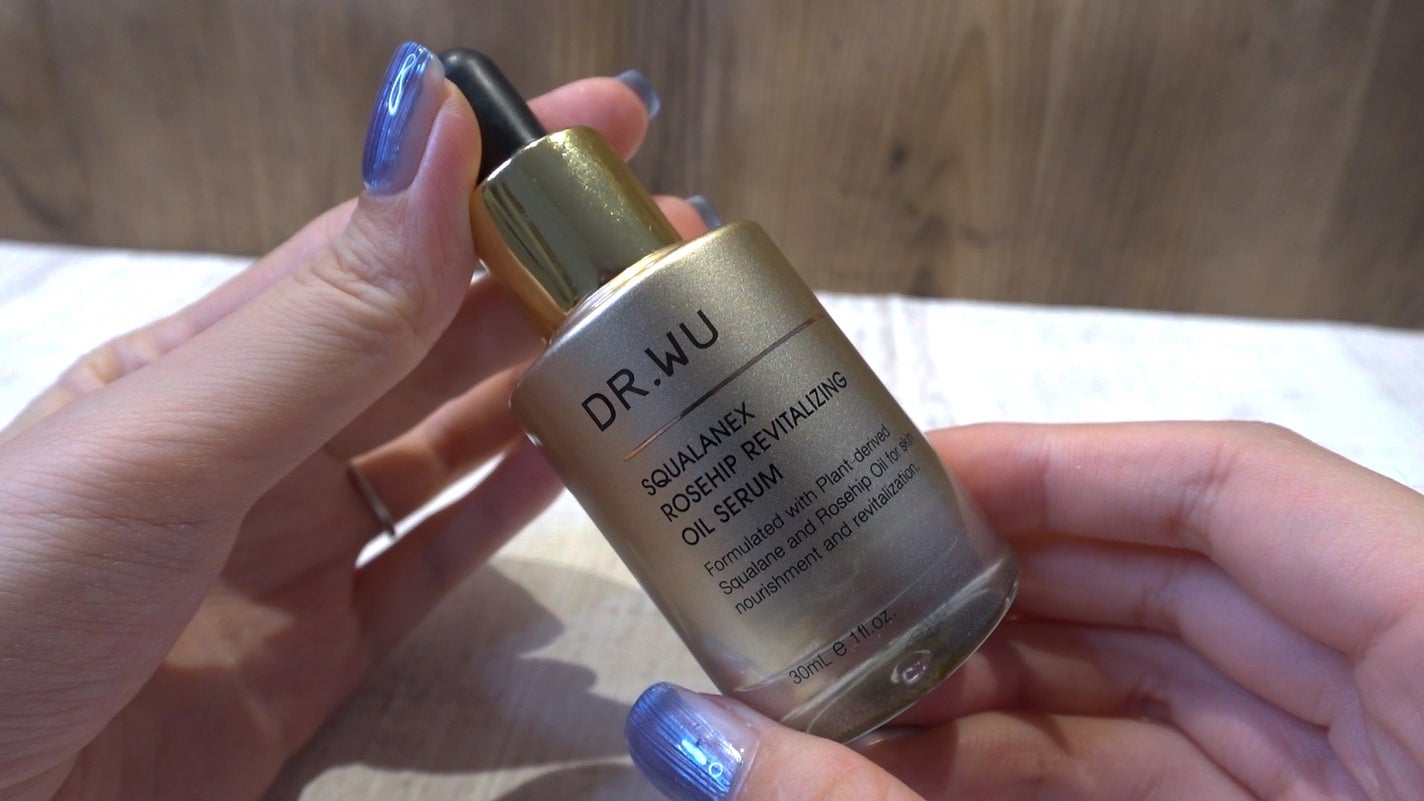 DR.WU
SQUALANEX
ROSEHIP REVITALIZING
OIL SERUM
Formulated with Plant-derived
Squalane and Rosehip Oil for skin
nourishment and revitalization.
30mL ℮ 1fl.oz.